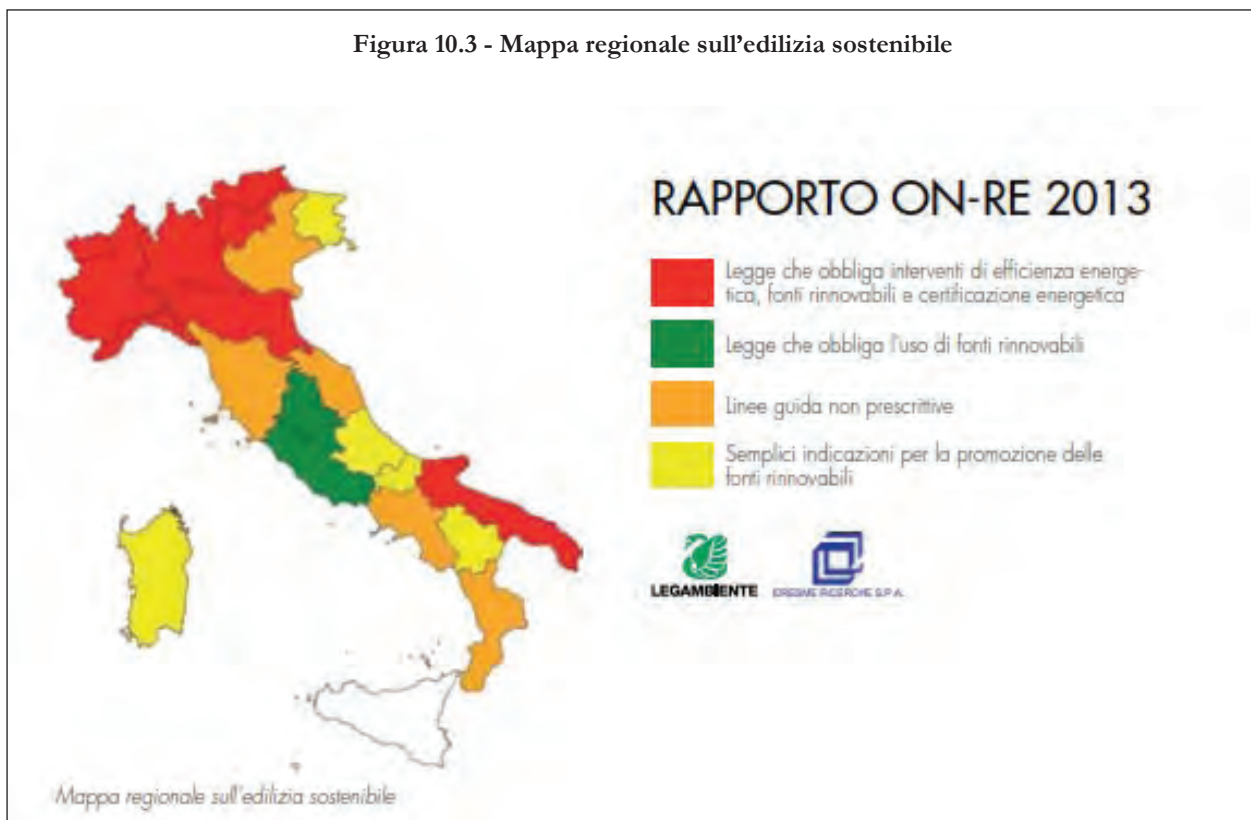 Figura 10.3 - Mappa regionale sull'edilizia sostenibile
RAPPORTO ON-RE 2013
Legge che obbliga interventi di efficienza energe-
tica, fonti rinnovabili e certificazione energetica
Legge che obbliga l'uso di fonti rinnovabili
Linee guida non prescrittive
Semplici indicazioni per la promozione delle
fonti rinnovabili
LEGAMBIENTE
RICERCHE S.P.A.
Mappa regionale sull'edilizia sostenibile